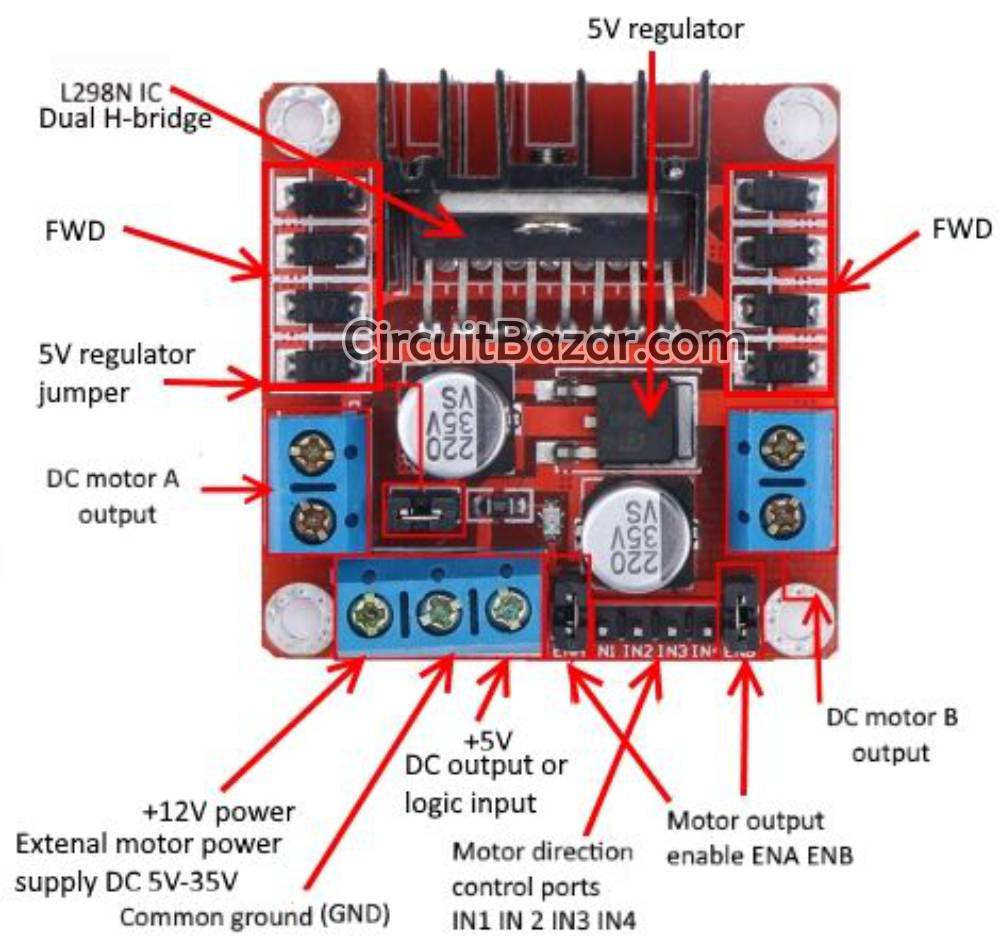 5V regulator
L298N IC
Dual H-bridge
FWD
FWD
CircuitBazar.com
5V regulator
jumper
220
35V
VS
DC motor A
output
220
35V
VS
ENA IN1 IN2 IN3 IN4 ENB
+12V power
Extenal motor power
supply DC 5V-35V
Common ground (GND)
+5V
DC output or
logic input
Motor direction
control ports
IN1 IN 2 IN3 IN4
Motor output
enable ENA ENB
DC motor B
output